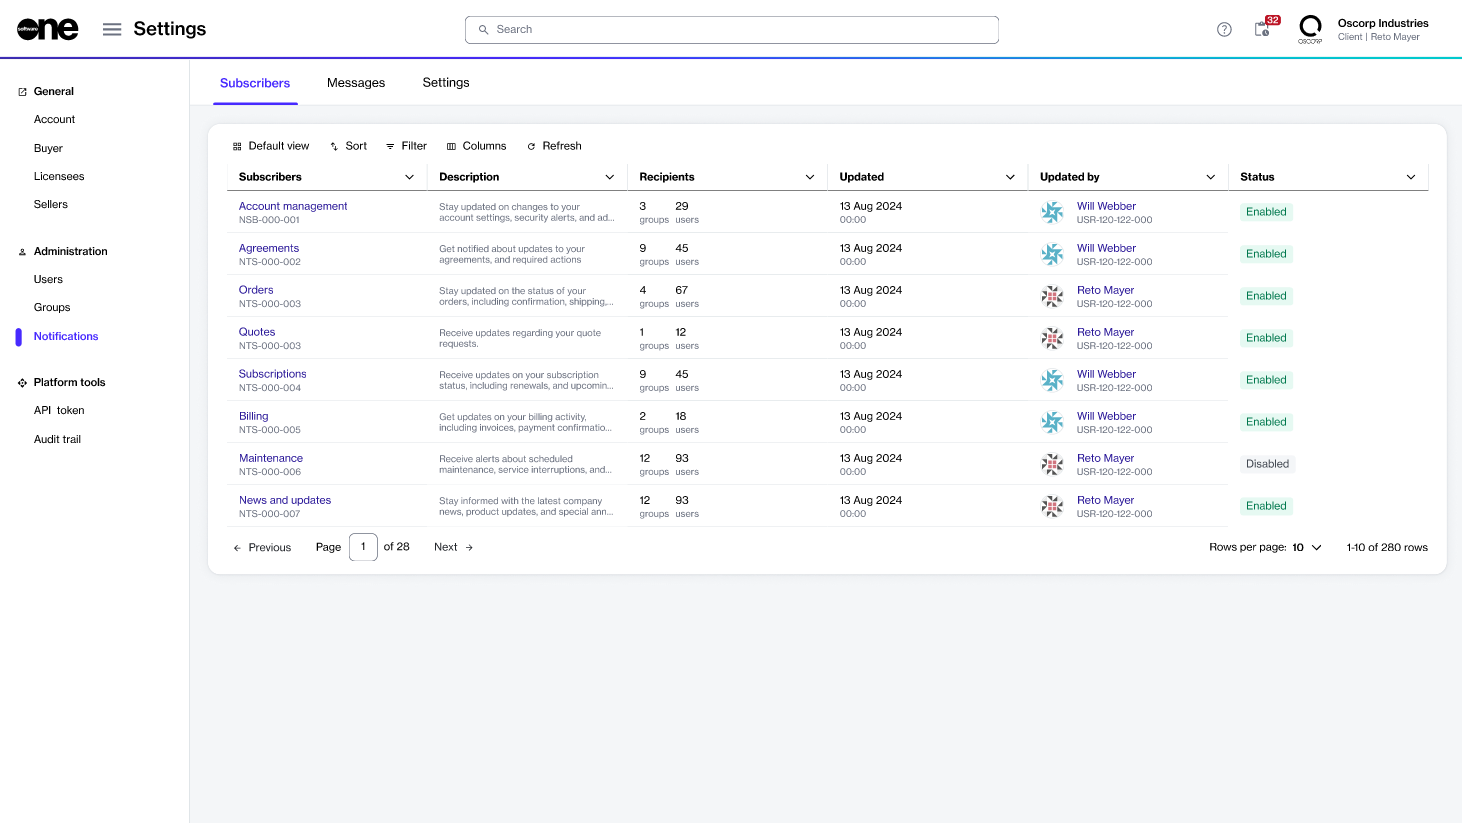 software
one
Settings
Search
32
OSCORP
Oscorp Industries
Client | Reto Mayer
General
Account
Buyer
Licensees
Sellers
Administration
Users
Groups
Notifications
Platform tools
API token
Audit trail
Subscribers Messages Settings
Default view Sort Filter Columns Refresh
Subscribers Description Recipients Updated Updated by Status
Account management
NSB-000-001
Stay updated on changes to your
account settings, security alerts, and ad...
3 29
groups users
13 Aug 2024
00:00
Will Webber
USR-120-122-000
Enabled
Agreements
NTS-000-002
Get notified about updates to your
agreements, and required actions
9 45
groups users
13 Aug 2024
00:00
Will Webber
USR-120-122-000
Enabled
Orders
NTS-000-003
Stay updated on the status of your
orders, including confirmation, shipping,...
4 67
groups users
13 Aug 2024
00:00
Reto Mayer
USR-120-122-000
Enabled
Quotes
NTS-000-003
Receive updates regarding your quote
requests.
1 12
groups users
13 Aug 2024
00:00
Reto Mayer
USR-120-122-000
Enabled
Subscriptions
NTS-000-004
Receive updates on your subscription
status, including renewals, and upcomin...
9 45
groups users
13 Aug 2024
00:00
Will Webber
USR-120-122-000
Enabled
Billing
NTS-000-005
Get updates on your billing activity,
including invoices, payment confirmatio...
2 18
groups users
13 Aug 2024
00:00
Will Webber
USR-120-122-000
Enabled
Maintenance
NTS-000-006
Receive alerts about scheduled
maintenance, service interruptions, and...
12 93
groups users
13 Aug 2024
00:00
Reto Mayer
USR-120-122-000
Disabled
News and updates
NTS-000-007
Stay informed with the latest company
news, product updates, and special ann...
12 93
groups users
13 Aug 2024
00:00
Reto Mayer
USR-120-122-000
Enabled
Previous Page 1 of 28 Next
Rows per page: 10 1-10 of 280 rows